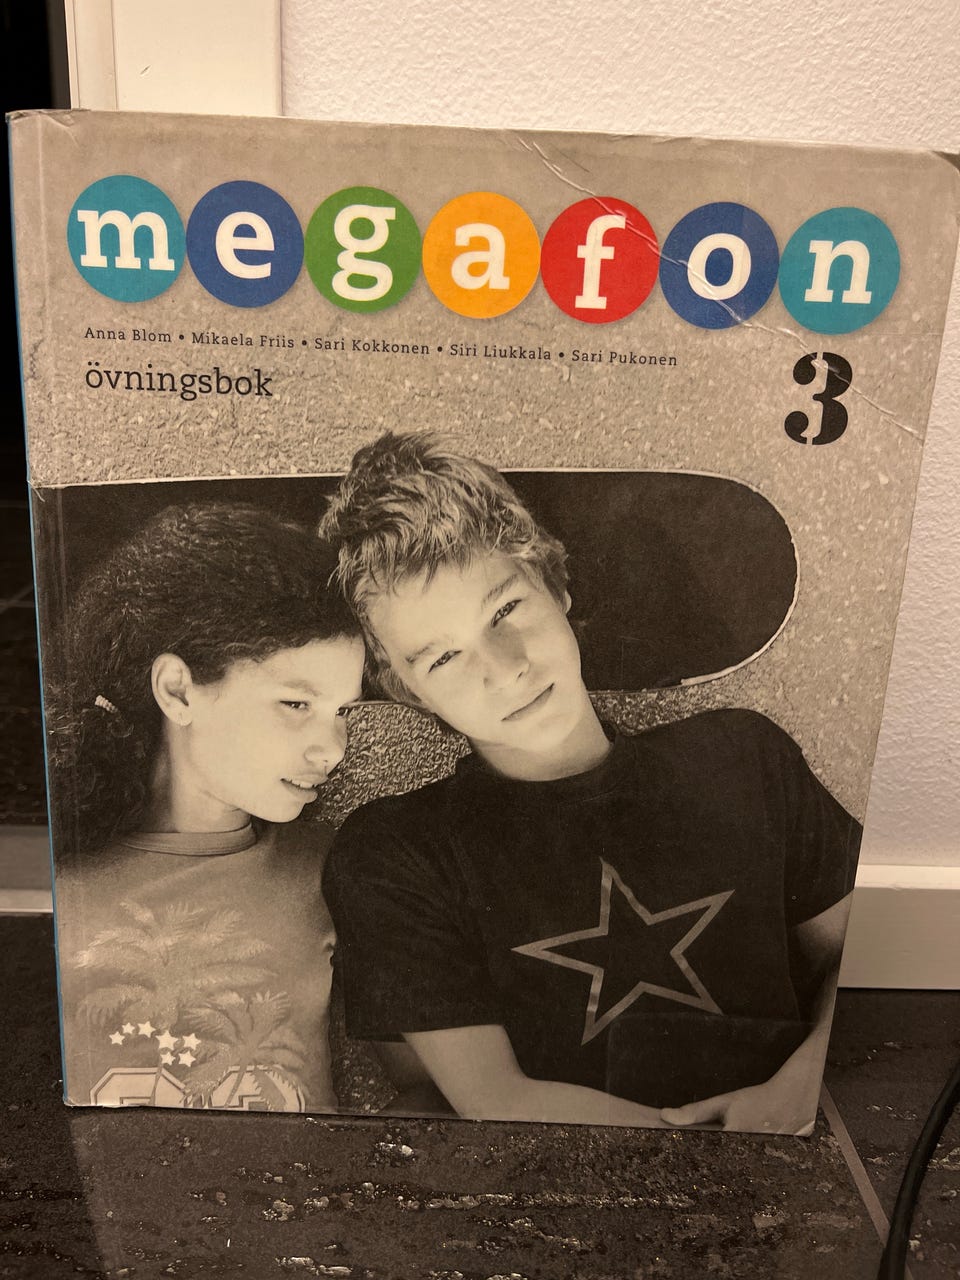 megafon
Anna Blom • Mikaela Friis • Sari Kokkonen • Siri Liukkala • Sari Pukonen
övningsbok
3